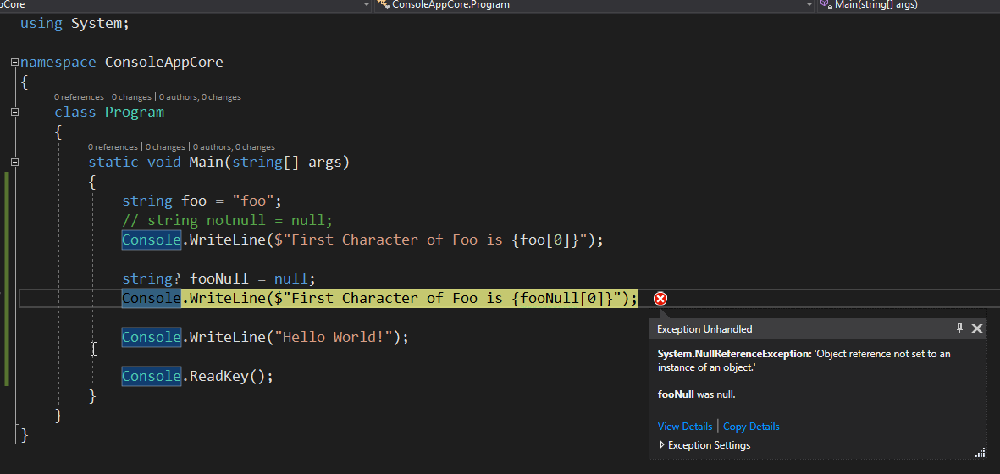 oCore
ConsoleAppCore.Program
Main(string[] args)
using System;
namespace ConsoleAppCore
{
0 references | 0 changes | 0 authors, 0 changes
class Program
{
0 references | 0 changes | 0 authors, 0 changes
static void Main(string[] args)
{
string foo = "foo";
// string notnull = null;
Console.WriteLine($"First Character of Foo is {foo[0]}");
string? fooNull = null;
Console.WriteLine($"First Character of Foo is {fooNull[0]}");
Console.WriteLine("Hello World!");
Console.ReadKey();
}
}
}
Exception Unhandled
System.NullReferenceException: 'Object reference not set to an
instance of an object.'
fooNull was null.
View Details | Copy Details
Exception Settings